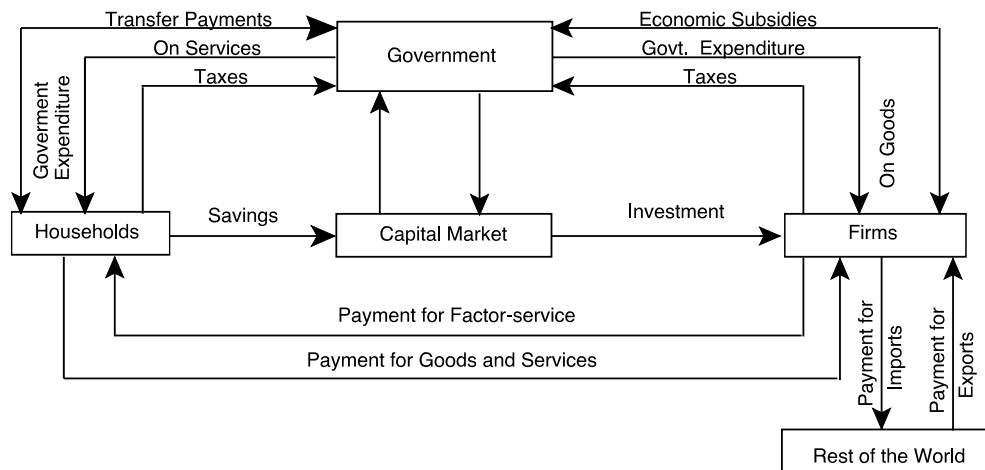 Transfer Payments
Economic Subsidies
On Services
Government
Govt. Expenditure
Taxes
Taxes
Goverment
Expenditure
On Goods
Households
Savings
Capital Market
Investment
Firms
Payment for Factor-service
Payment for Goods and Services
Payment for
Imports
Payment for
Exports
Rest of the World